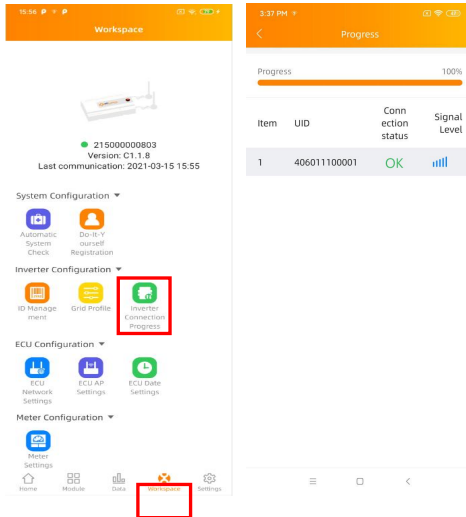 15:56
Workspace
215000000803
Version: C1.1.8
Last communication: 2021-03-15 15:55
System Configuration
Automatic
System
Check
Do-It-Y
ourself
Registration
Inverter Configuration
ID Manage
ment
Grid Profile
Inverter
Connection
Progress
ECU Configuration
ECU
Network
Settings
ECU AP
Settings
ECU Date
Settings
Meter Configuration
Meter
Settings
Home
Module
Data
Workspace
Settings
3:37 PM
Progress
Progress 100%
Item UID Conn
ection
status Signal
Level
1 406011100001 OK